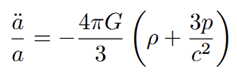 ä/a = −4πG/3 (ρ + 3p/c²)